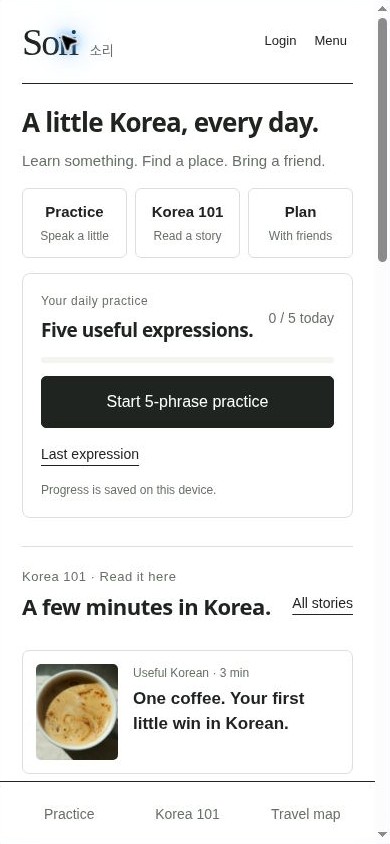 Sori 소리
Login Menu
A little Korea, every day.
Learn something. Find a place. Bring a friend.
Practice
Speak a little
Korea 101
Read a story
Plan
With friends
Your daily practice
Five useful expressions.
0 / 5 today
Start 5-phrase practice
Last expression
Progress is saved on this device.
Korea 101 · Read it here
A few minutes in Korea.
All stories
Useful Korean · 3 min
One coffee. Your first
little win in Korean.
Practice Korea 101 Travel map